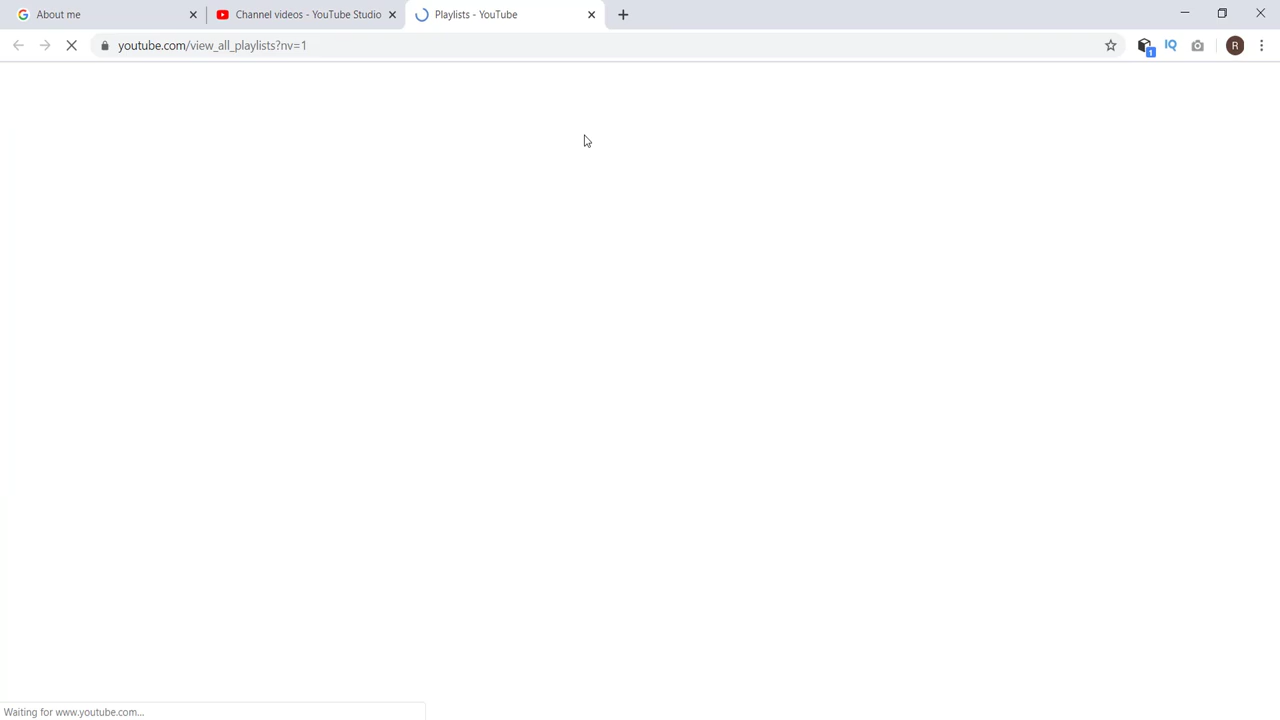 About me
Channel videos - YouTube Studio
Playlists - YouTube
youtube.com/view_all_playlists?nv=1
1
IQ
R
Waiting for www.youtube.com...